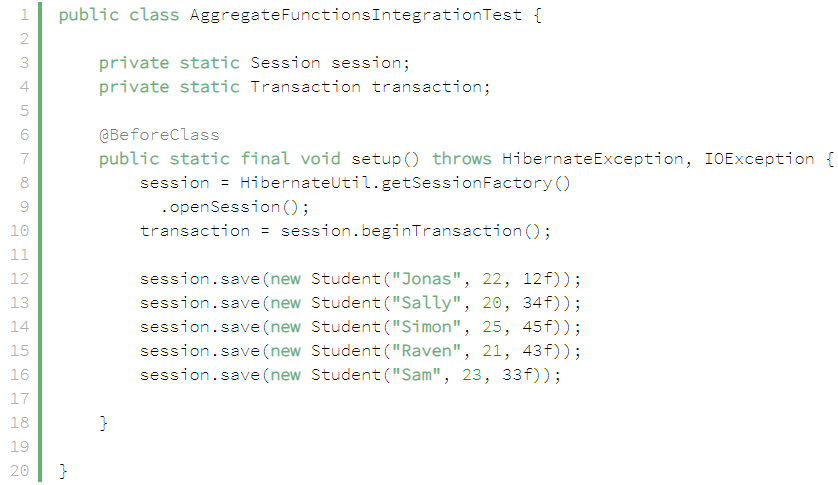 1 public class AggregateFunctionsIntegrationTest {
2
3     private static Session session;
4     private static Transaction transaction;
5
6     @BeforeClass
7     public static final void setup() throws HibernateException, IOException {
8         session = HibernateUtil.getSessionFactory()
9           .openSession();
10         transaction = session.beginTransaction();
11
12         session.save(new Student("Jonas", 22, 12f));
13         session.save(new Student("Sally", 20, 34f));
14         session.save(new Student("Simon", 25, 45f));
15         session.save(new Student("Raven", 21, 43f));
16         session.save(new Student("Sam", 23, 33f));
17
18     }
19
20 }